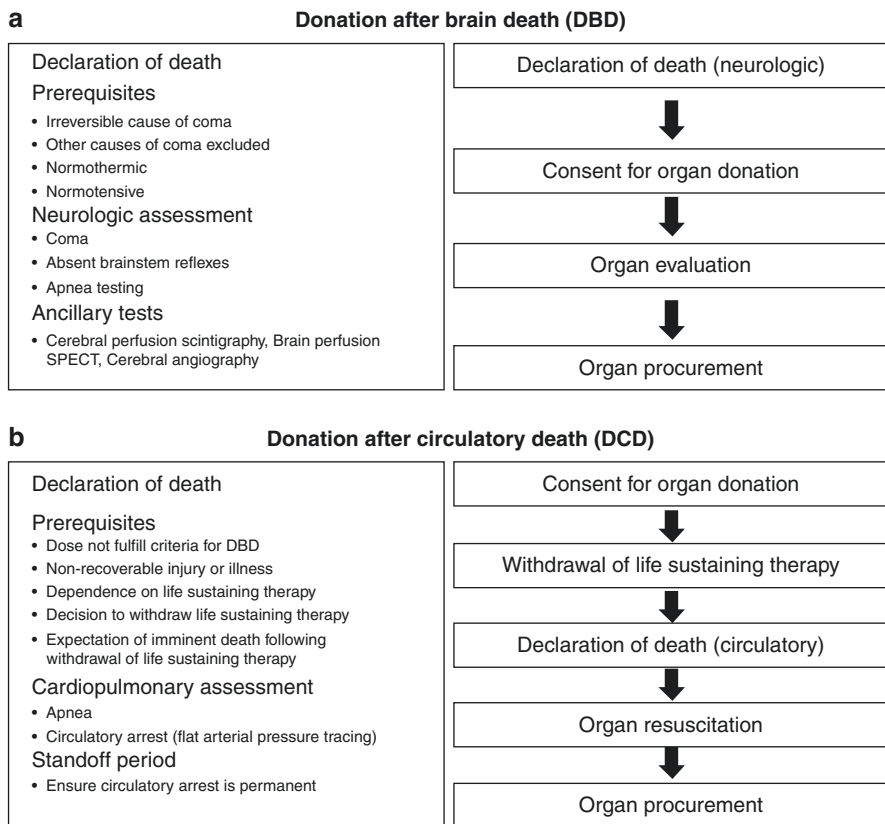 a
Donation after brain death (DBD)
Declaration of death
Prerequisites
• Irreversible cause of coma
• Other causes of coma excluded
• Normothermic
• Normotensive
Neurologic assessment
• Coma
• Absent brainstem reflexes
• Apnea testing
Ancillary tests
• Cerebral perfusion scintigraphy, Brain perfusion
SPECT, Cerebral angiography
Declaration of death (neurologic)
Consent for organ donation
Organ evaluation
Organ procurement
b
Donation after circulatory death (DCD)
Declaration of death
Prerequisites
• Dose not fulfill criteria for DBD
• Non-recoverable injury or illness
• Dependence on life sustaining therapy
• Decision to withdraw life sustaining therapy
• Expectation of imminent death following
withdrawal of life sustaining therapy
Cardiopulmonary assessment
• Apnea
• Circulatory arrest (flat arterial pressure tracing)
Standoff period
• Ensure circulatory arrest is permanent
Consent for organ donation
Withdrawal of life sustaining therapy
Declaration of death (circulatory)
Organ resuscitation
Organ procurement